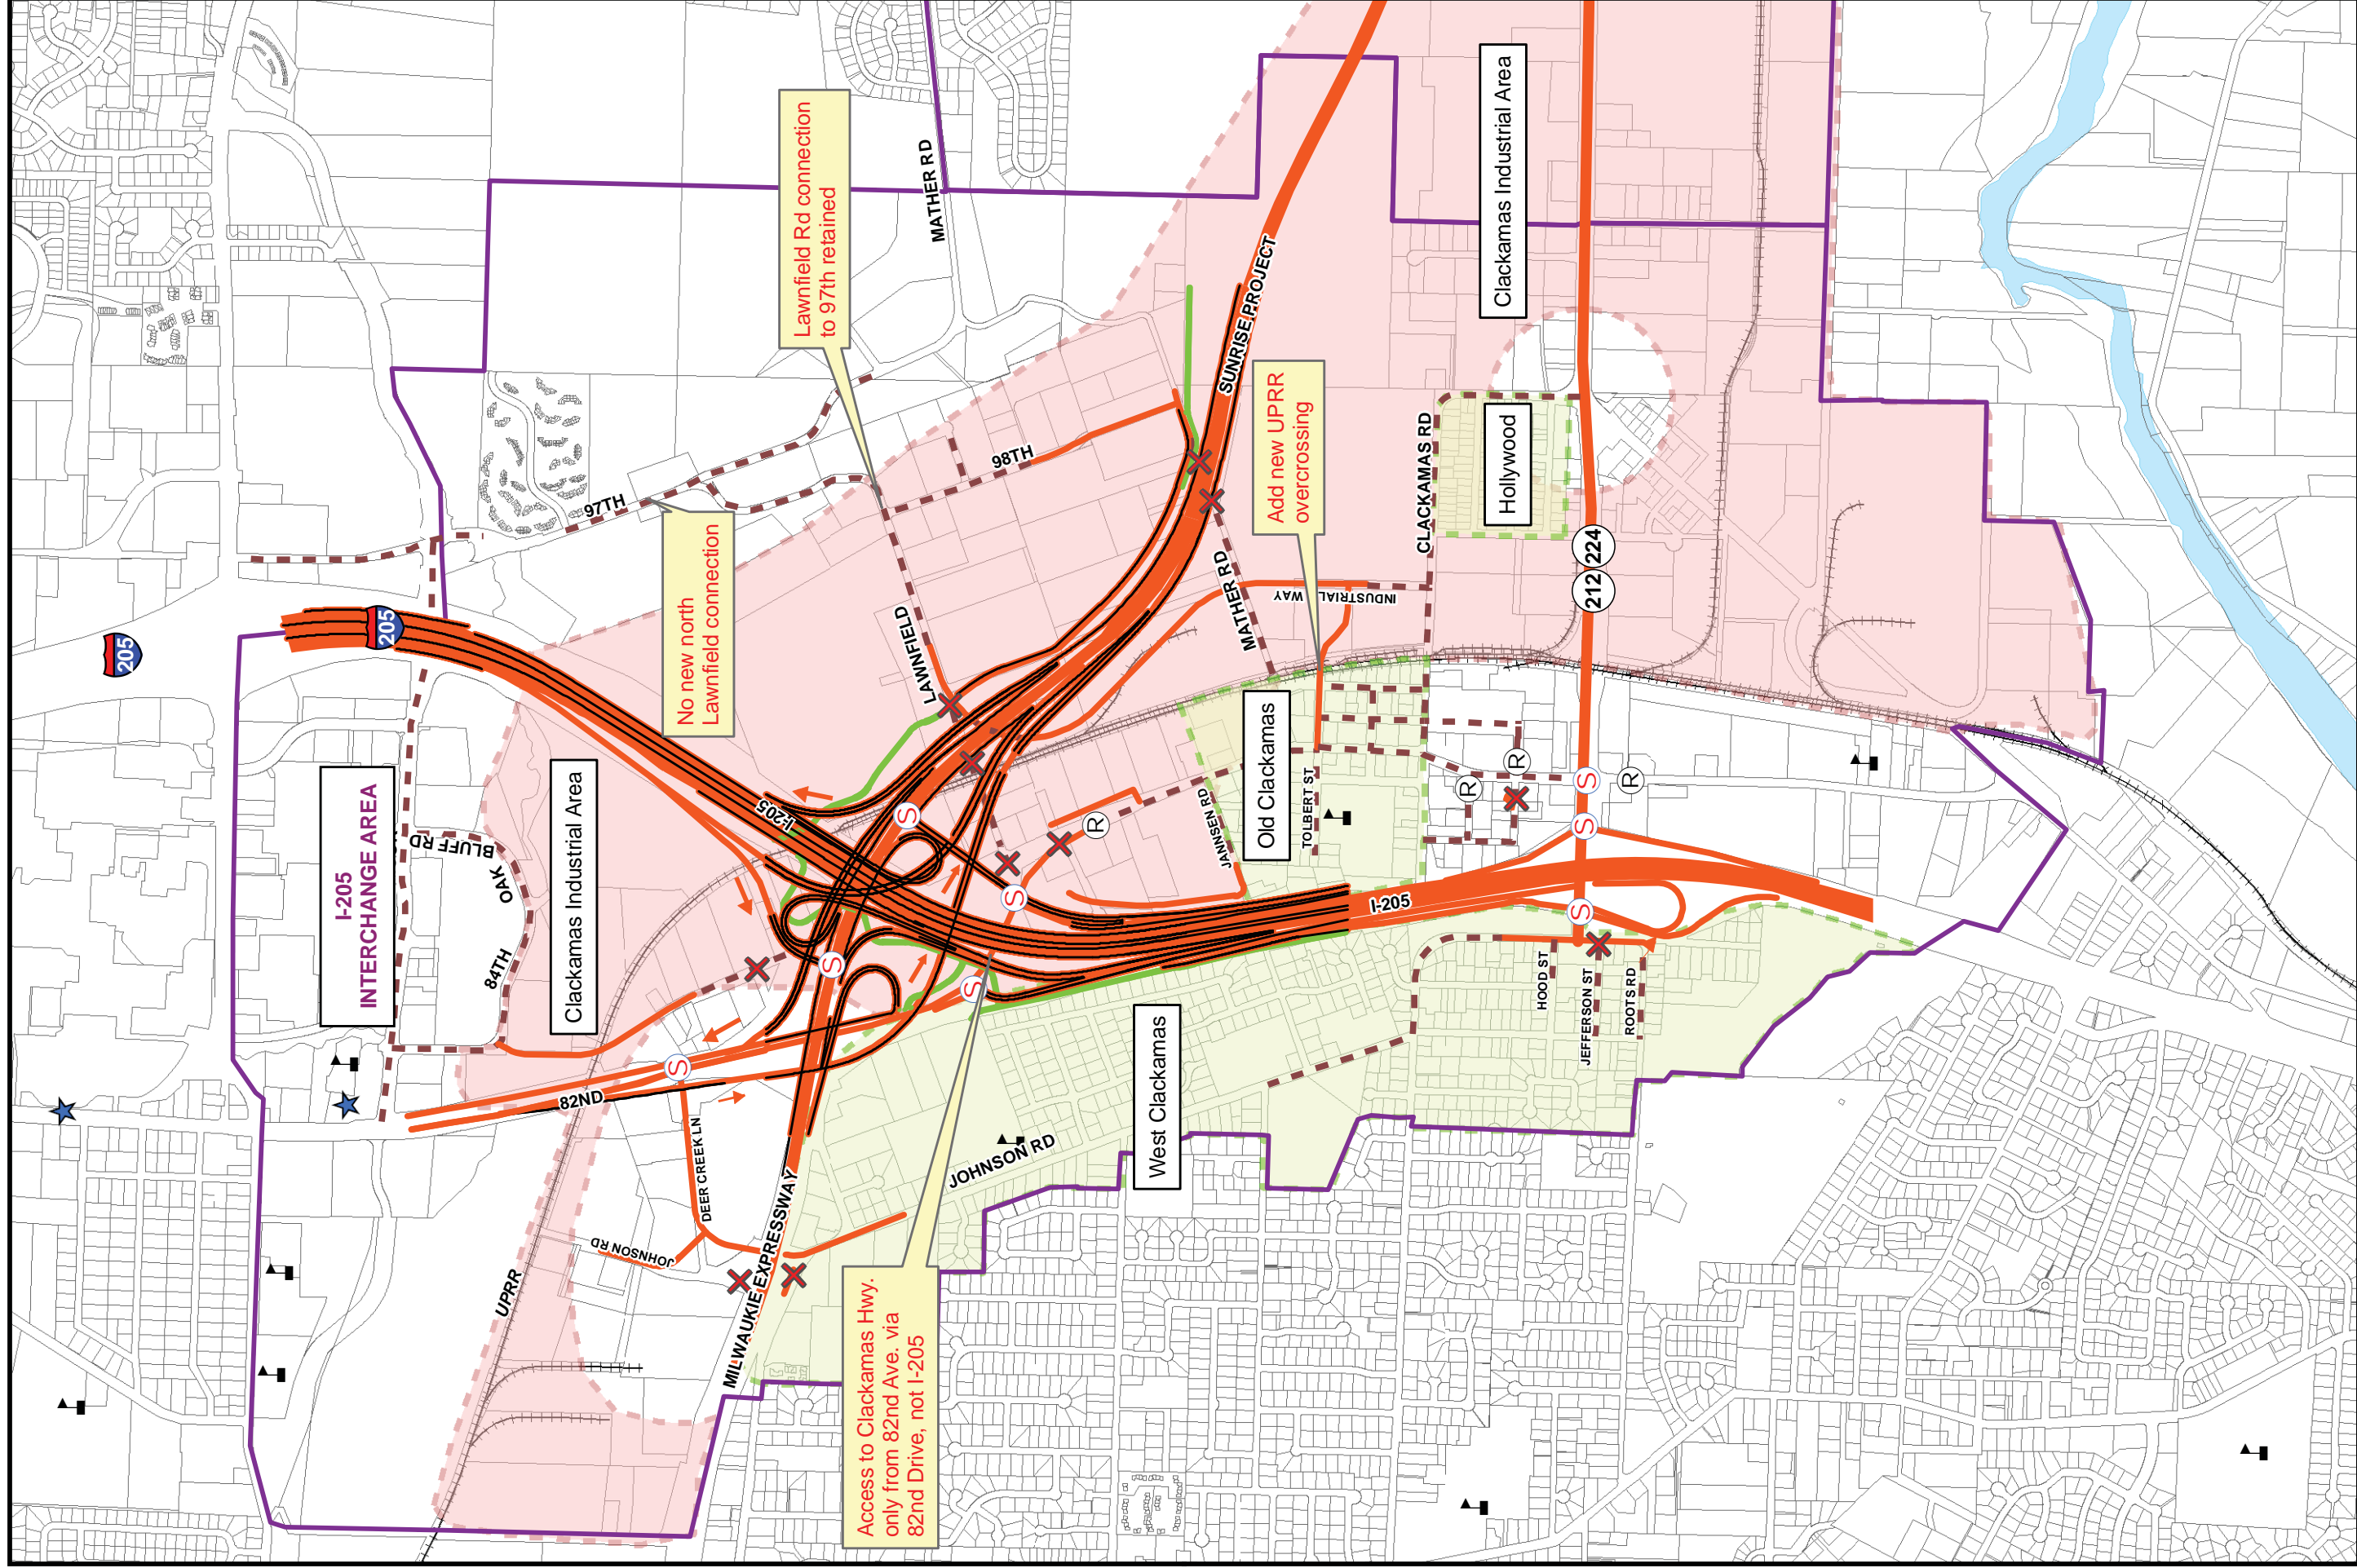 I-205
INTERCHANGE AREA
205
205
Clackamas Industrial Area
BLUFF RD
OAK
84TH
82ND
UPRR
JOHNSON RD
DEER CREEK LN
MILWAUKIE EXPRESSWAY
97TH
No new north
Lawnfield connection
Lawnfield Rd connection
to 97th retained
MATHER RD
LAWNFIELD
98TH
I-205
S
S
S
S
S
R
JOHNSON RD
Access to Clackamas Hwy.
only from 82nd Ave. via
82nd Drive, not I-205
West Clackamas
SUNRISE PROJECT
Add new UPRR
overcrossing
MATHER RD
INDUSTRIAL WAY
JANNSEN RD
Old Clackamas
TOLBERT ST
I-205
CLACKAMAS RD
Hollywood
Clackamas Industrial Area
224
212
R
R
R
S
S
S
HOOD ST
JEFFERSON ST
ROOTS RD